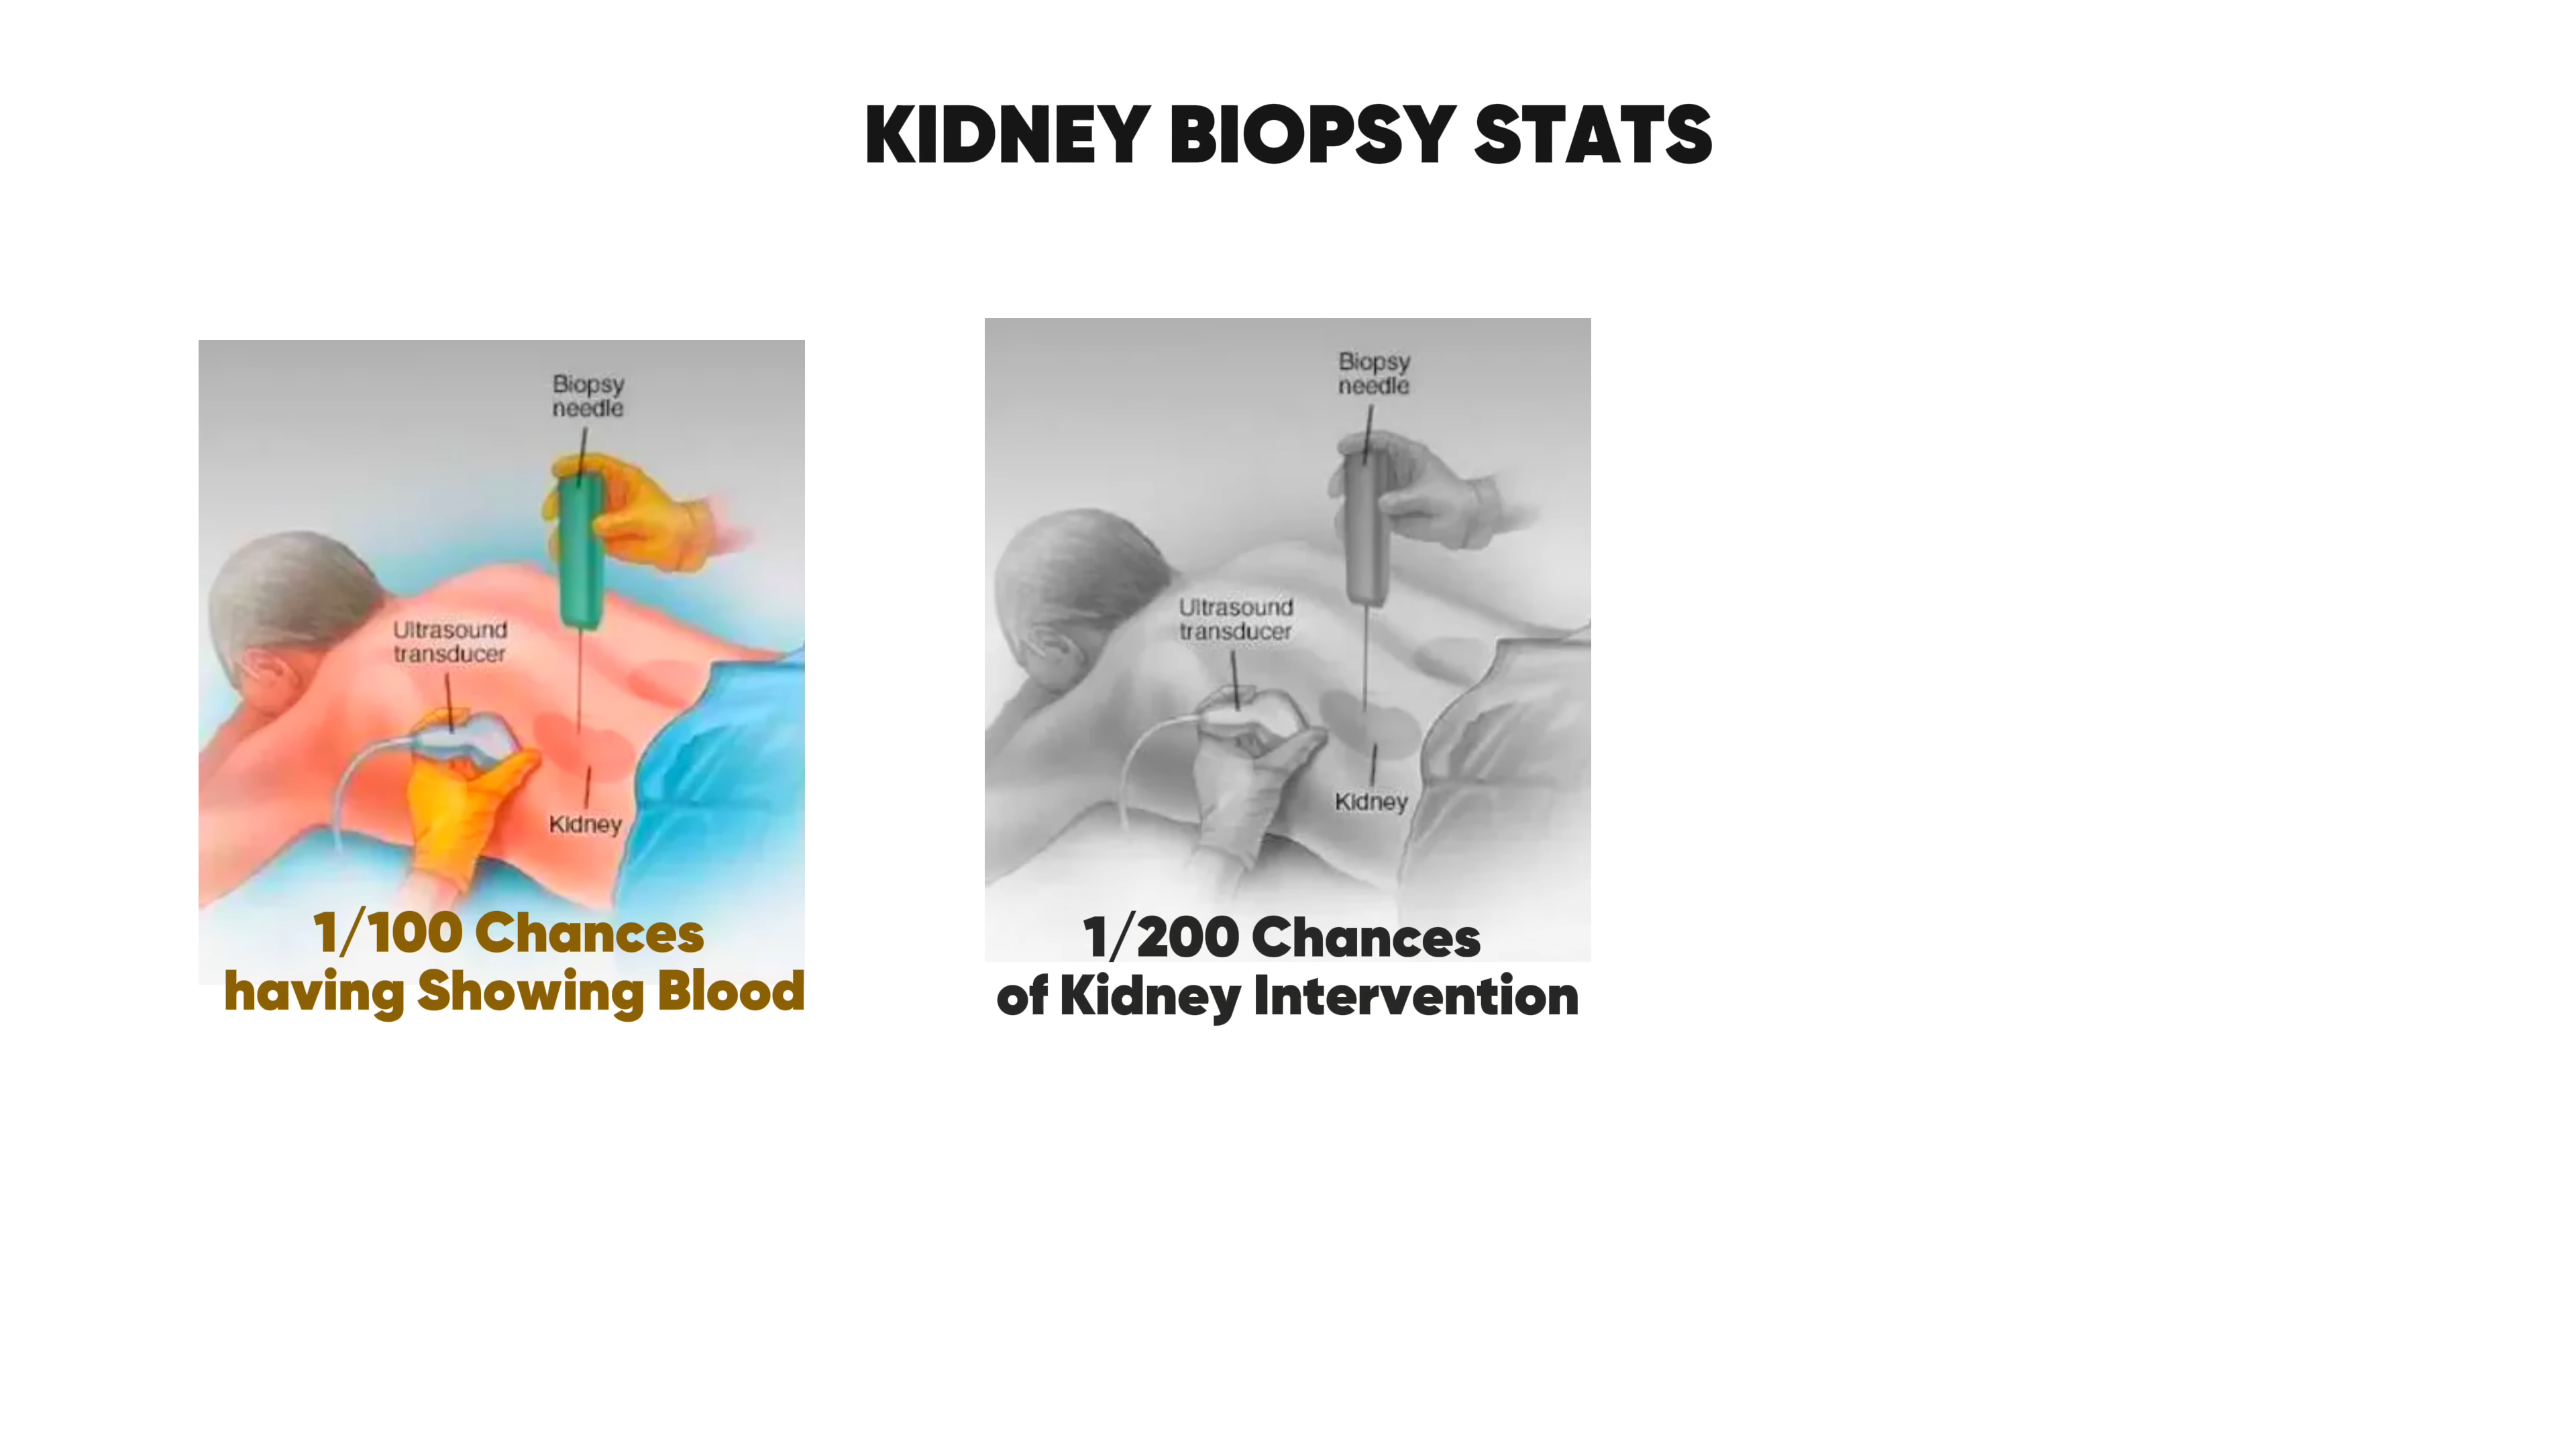 KIDNEY BIOPSY STATS
Biopsy
needle
Ultrasound
transducer
Kidney
1/100 Chances
having Showing Blood
Biopsy
needle
Ultrasound
transducer
Kidney
1/200 Chances
of Kidney Intervention